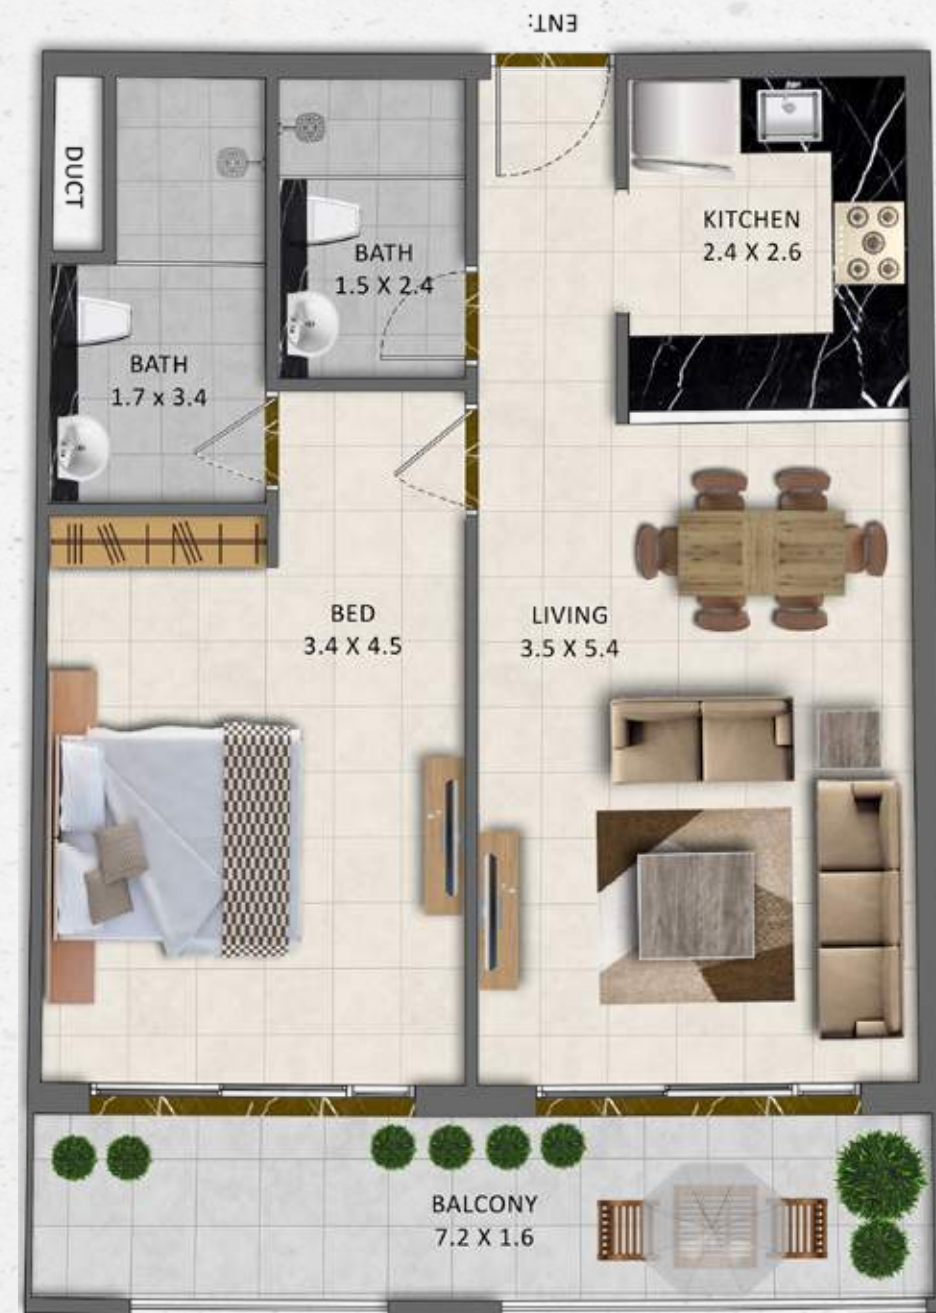 ENT:
DUCT
KITCHEN
2.4 X 2.6
BATH
1.5 X 2.4
BATH
1.7 x 3.4
BED
3.4 X 4.5
LIVING
3.5 X 5.4
BALCONY
7.2 X 1.6